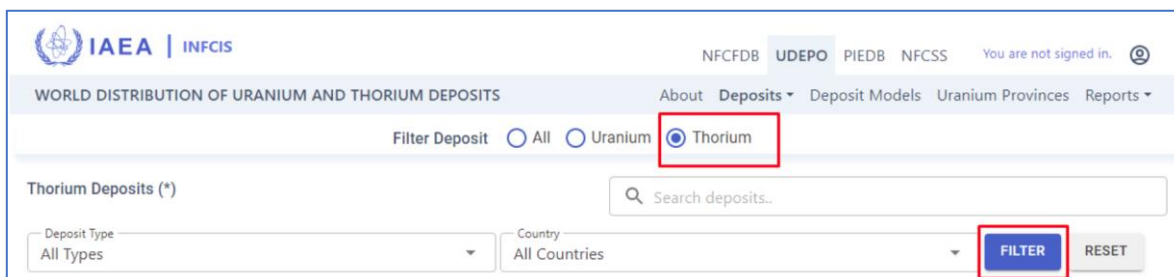 IAEA | INFCIS
NFCFDB UDEPO PIEDB NFCSS You are not signed in.
WORLD DISTRIBUTION OF URANIUM AND THORIUM DEPOSITS About Deposits Deposit Models Uranium Provinces Reports
Filter Deposit All Uranium Thorium
Thorium Deposits (*) Search deposits..
Deposit Type Country
All Types All Countries FILTER RESET